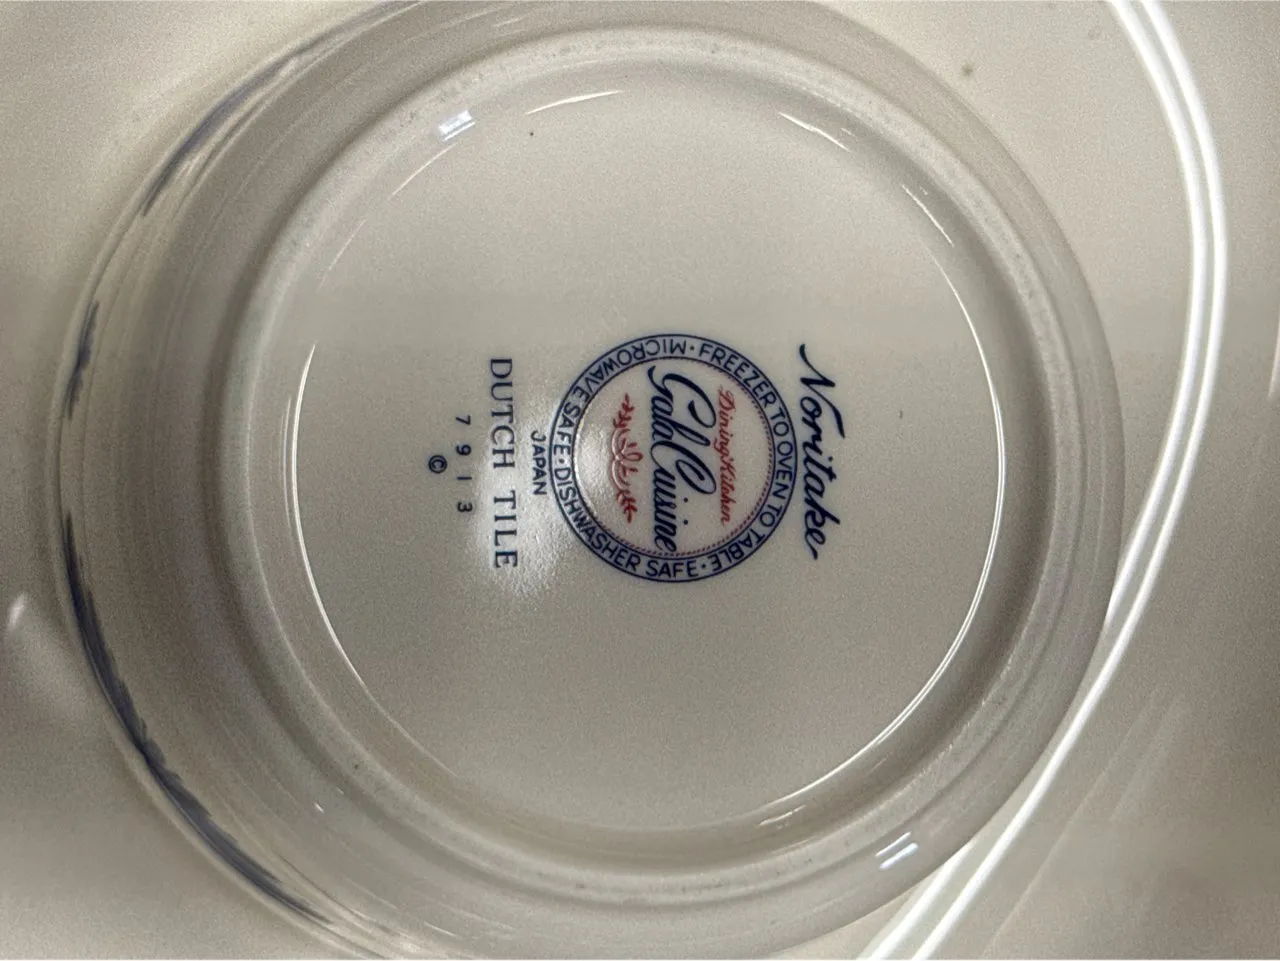 Noritake
MICROWAVE SAFE · FREEZER TO OVEN TO TABLE · DISHWASHER SAFE ·
Dining Kitchen
Gala Cuisine
JAPAN
DUTCH TILE
7913
©